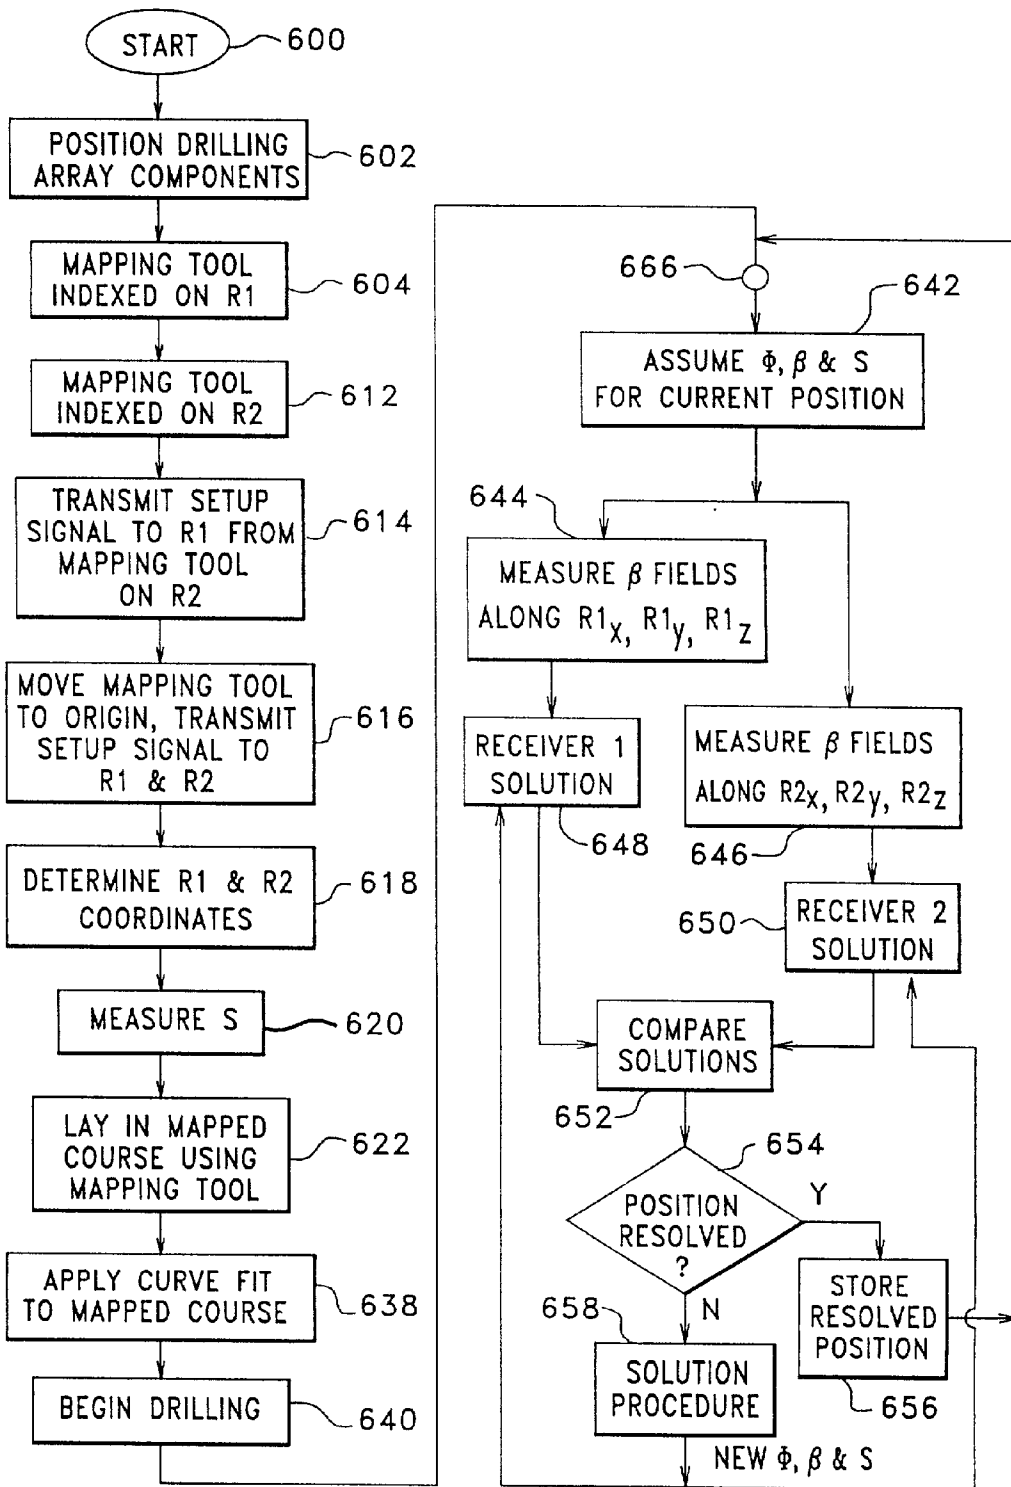 START
600
POSITION DRILLING
ARRAY COMPONENTS
602
MAPPING TOOL
INDEXED ON R1
604
MAPPING TOOL
INDEXED ON R2
612
TRANSMIT SETUP
SIGNAL TO R1 FROM
MAPPING TOOL
ON R2
614
MOVE MAPPING TOOL
TO ORIGIN, TRANSMIT
SETUP SIGNAL TO
R1 & R2
616
DETERMINE R1 & R2
COORDINATES
618
MEASURE S
620
LAY IN MAPPED
COURSE USING
MAPPING TOOL
622
APPLY CURVE FIT
TO MAPPED COURSE
638
BEGIN DRILLING
640
666
642
ASSUME Φ, β & S
FOR CURRENT POSITION
644
MEASURE β FIELDS
ALONG R1x, R1y, R1z
RECEIVER 1
SOLUTION
648
MEASURE β FIELDS
ALONG R2x, R2y, R2z
646
650
RECEIVER 2
SOLUTION
COMPARE
SOLUTIONS
652
654
POSITION
RESOLVED
?
Y
N
STORE
RESOLVED
POSITION
656
658
SOLUTION
PROCEDURE
NEW Φ, β & S